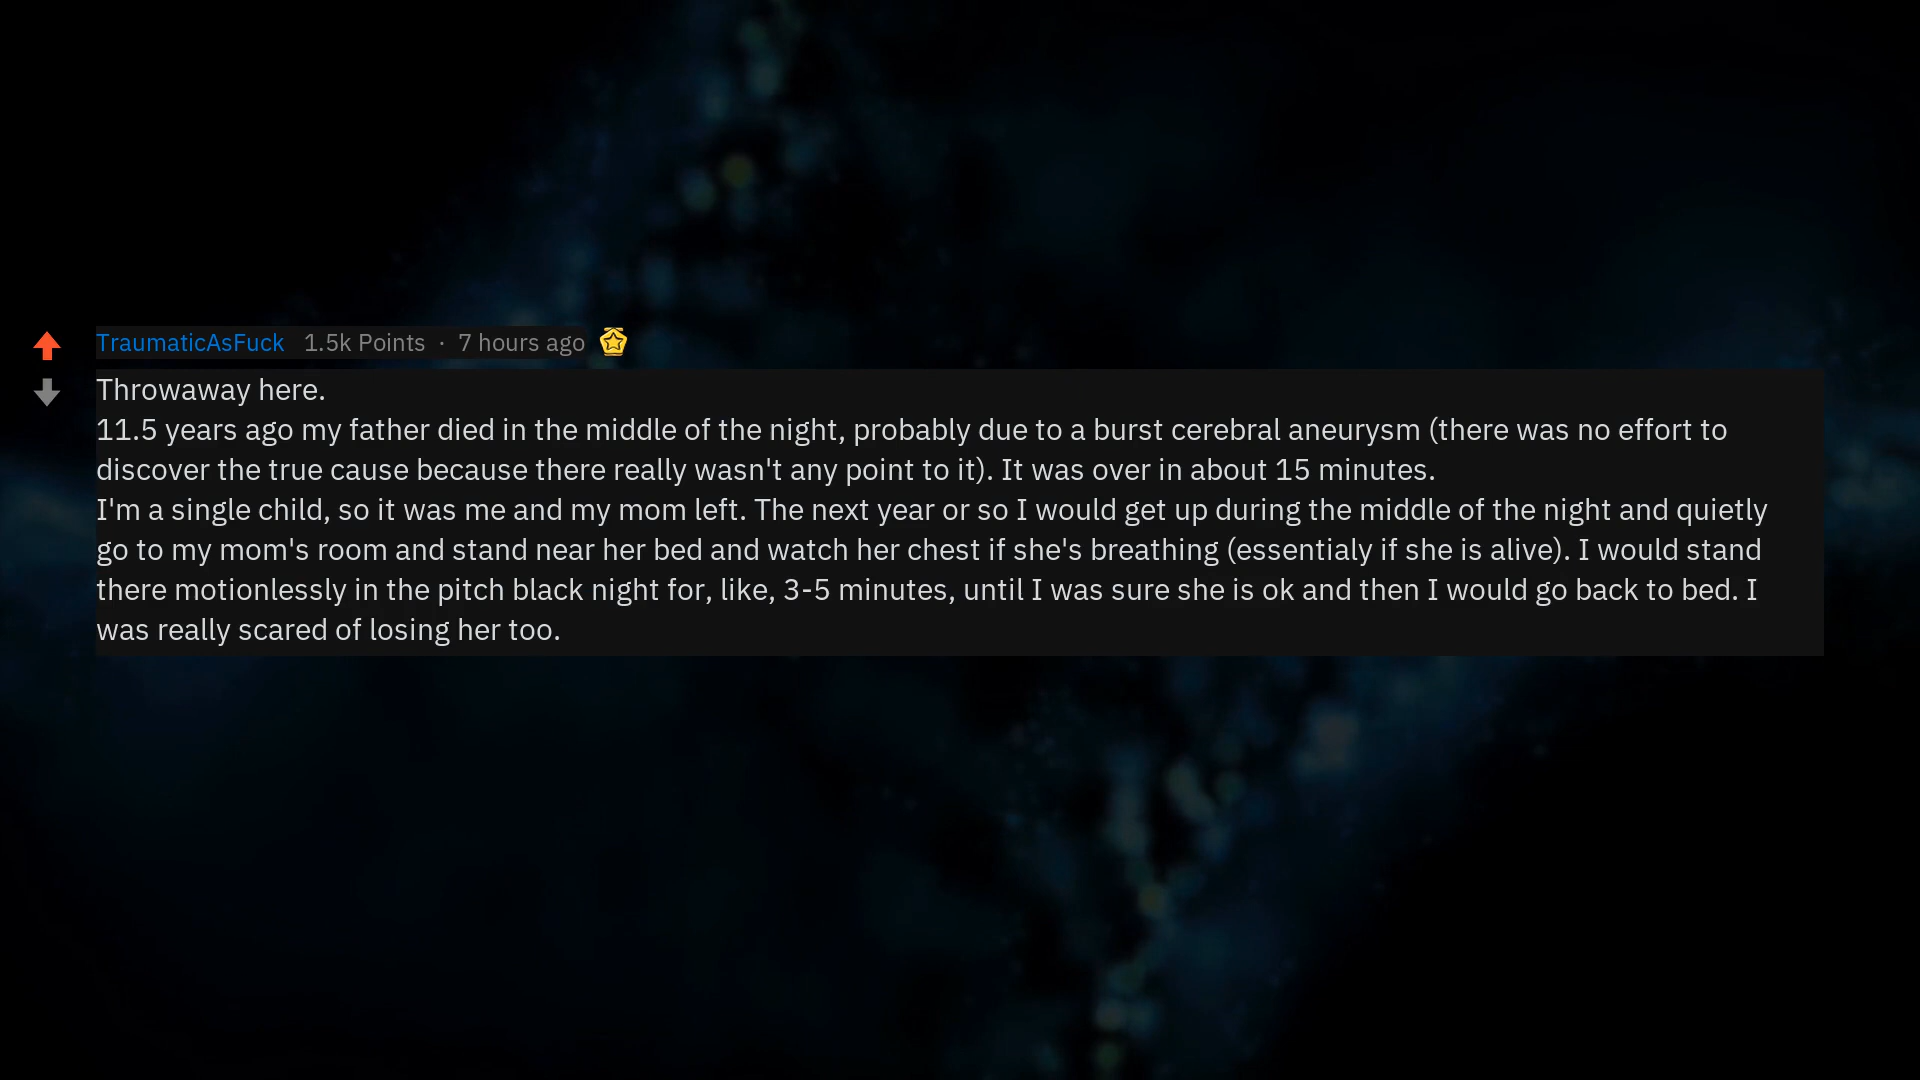 TraumaticAsFuck 1.5k Points · 7 hours ago
Throwaway here.
11.5 years ago my father died in the middle of the night, probably due to a burst cerebral aneurysm (there was no effort to
discover the true cause because there really wasn't any point to it). It was over in about 15 minutes.
I'm a single child, so it was me and my mom left. The next year or so I would get up during the middle of the night and quietly
go to my mom's room and stand near her bed and watch her chest if she's breathing (essentialy if she is alive). I would stand
there motionlessly in the pitch black night for, like, 3-5 minutes, until I was sure she is ok and then I would go back to bed. I
was really scared of losing her too.